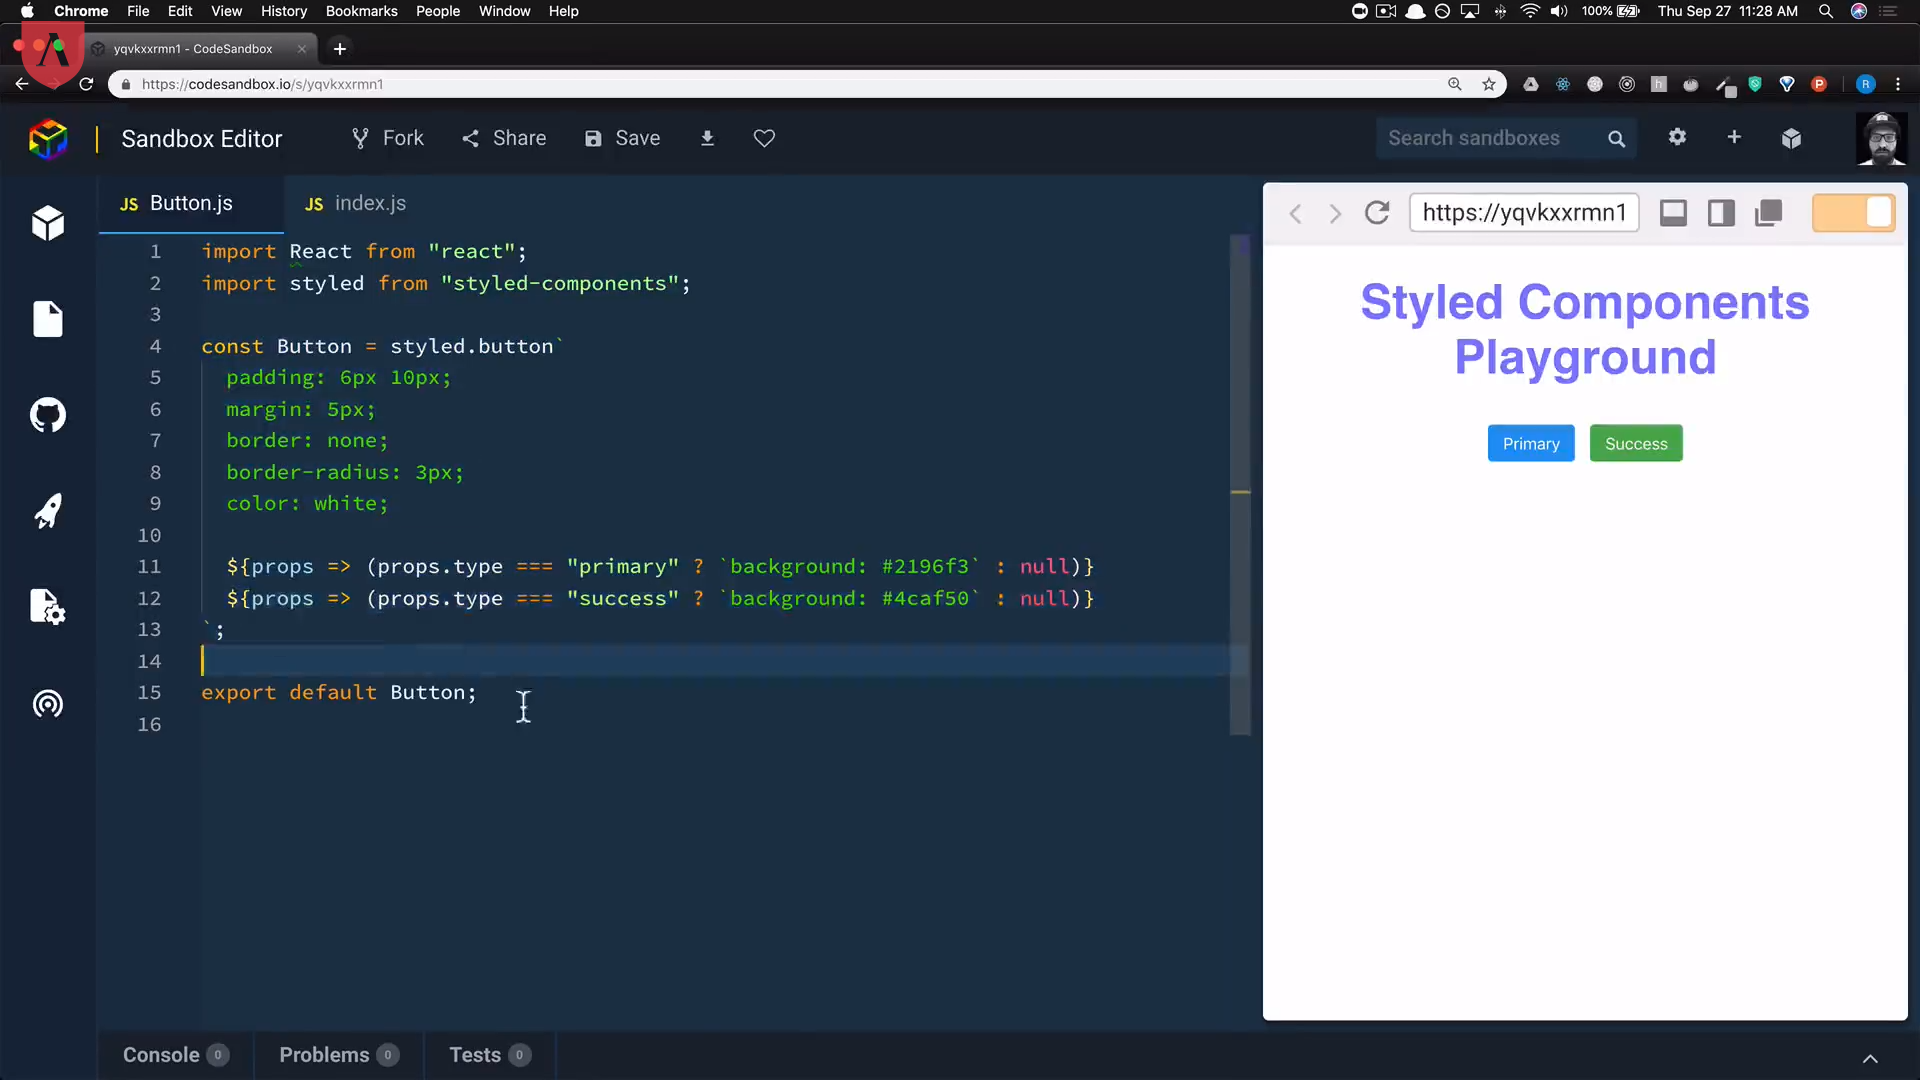 Chrome File Edit View History Bookmarks People Window Help 100% Thu Sep 27 11:28 AM
yqvkxxrmn1 - CodeSandbox
https://codesandbox.io/s/yqvkxxrmn1
Sandbox Editor Fork Share Save Search sandboxes
JS Button.js JS index.js
https://yqvkxxrmn1
1 import React from "react";
2 import styled from "styled-components";
3
4 const Button = styled.button`
5 padding: 6px 10px;
6 margin: 5px;
7 border: none;
8 border-radius: 3px;
9 color: white;
10
11 ${props => (props.type === "primary" ? `background: #2196f3` : null)}
12 ${props => (props.type === "success" ? `background: #4caf50` : null)}
13 `;
14
15 export default Button;
16
Styled Components
Playground
Primary Success
Console 0 Problems 0 Tests 0